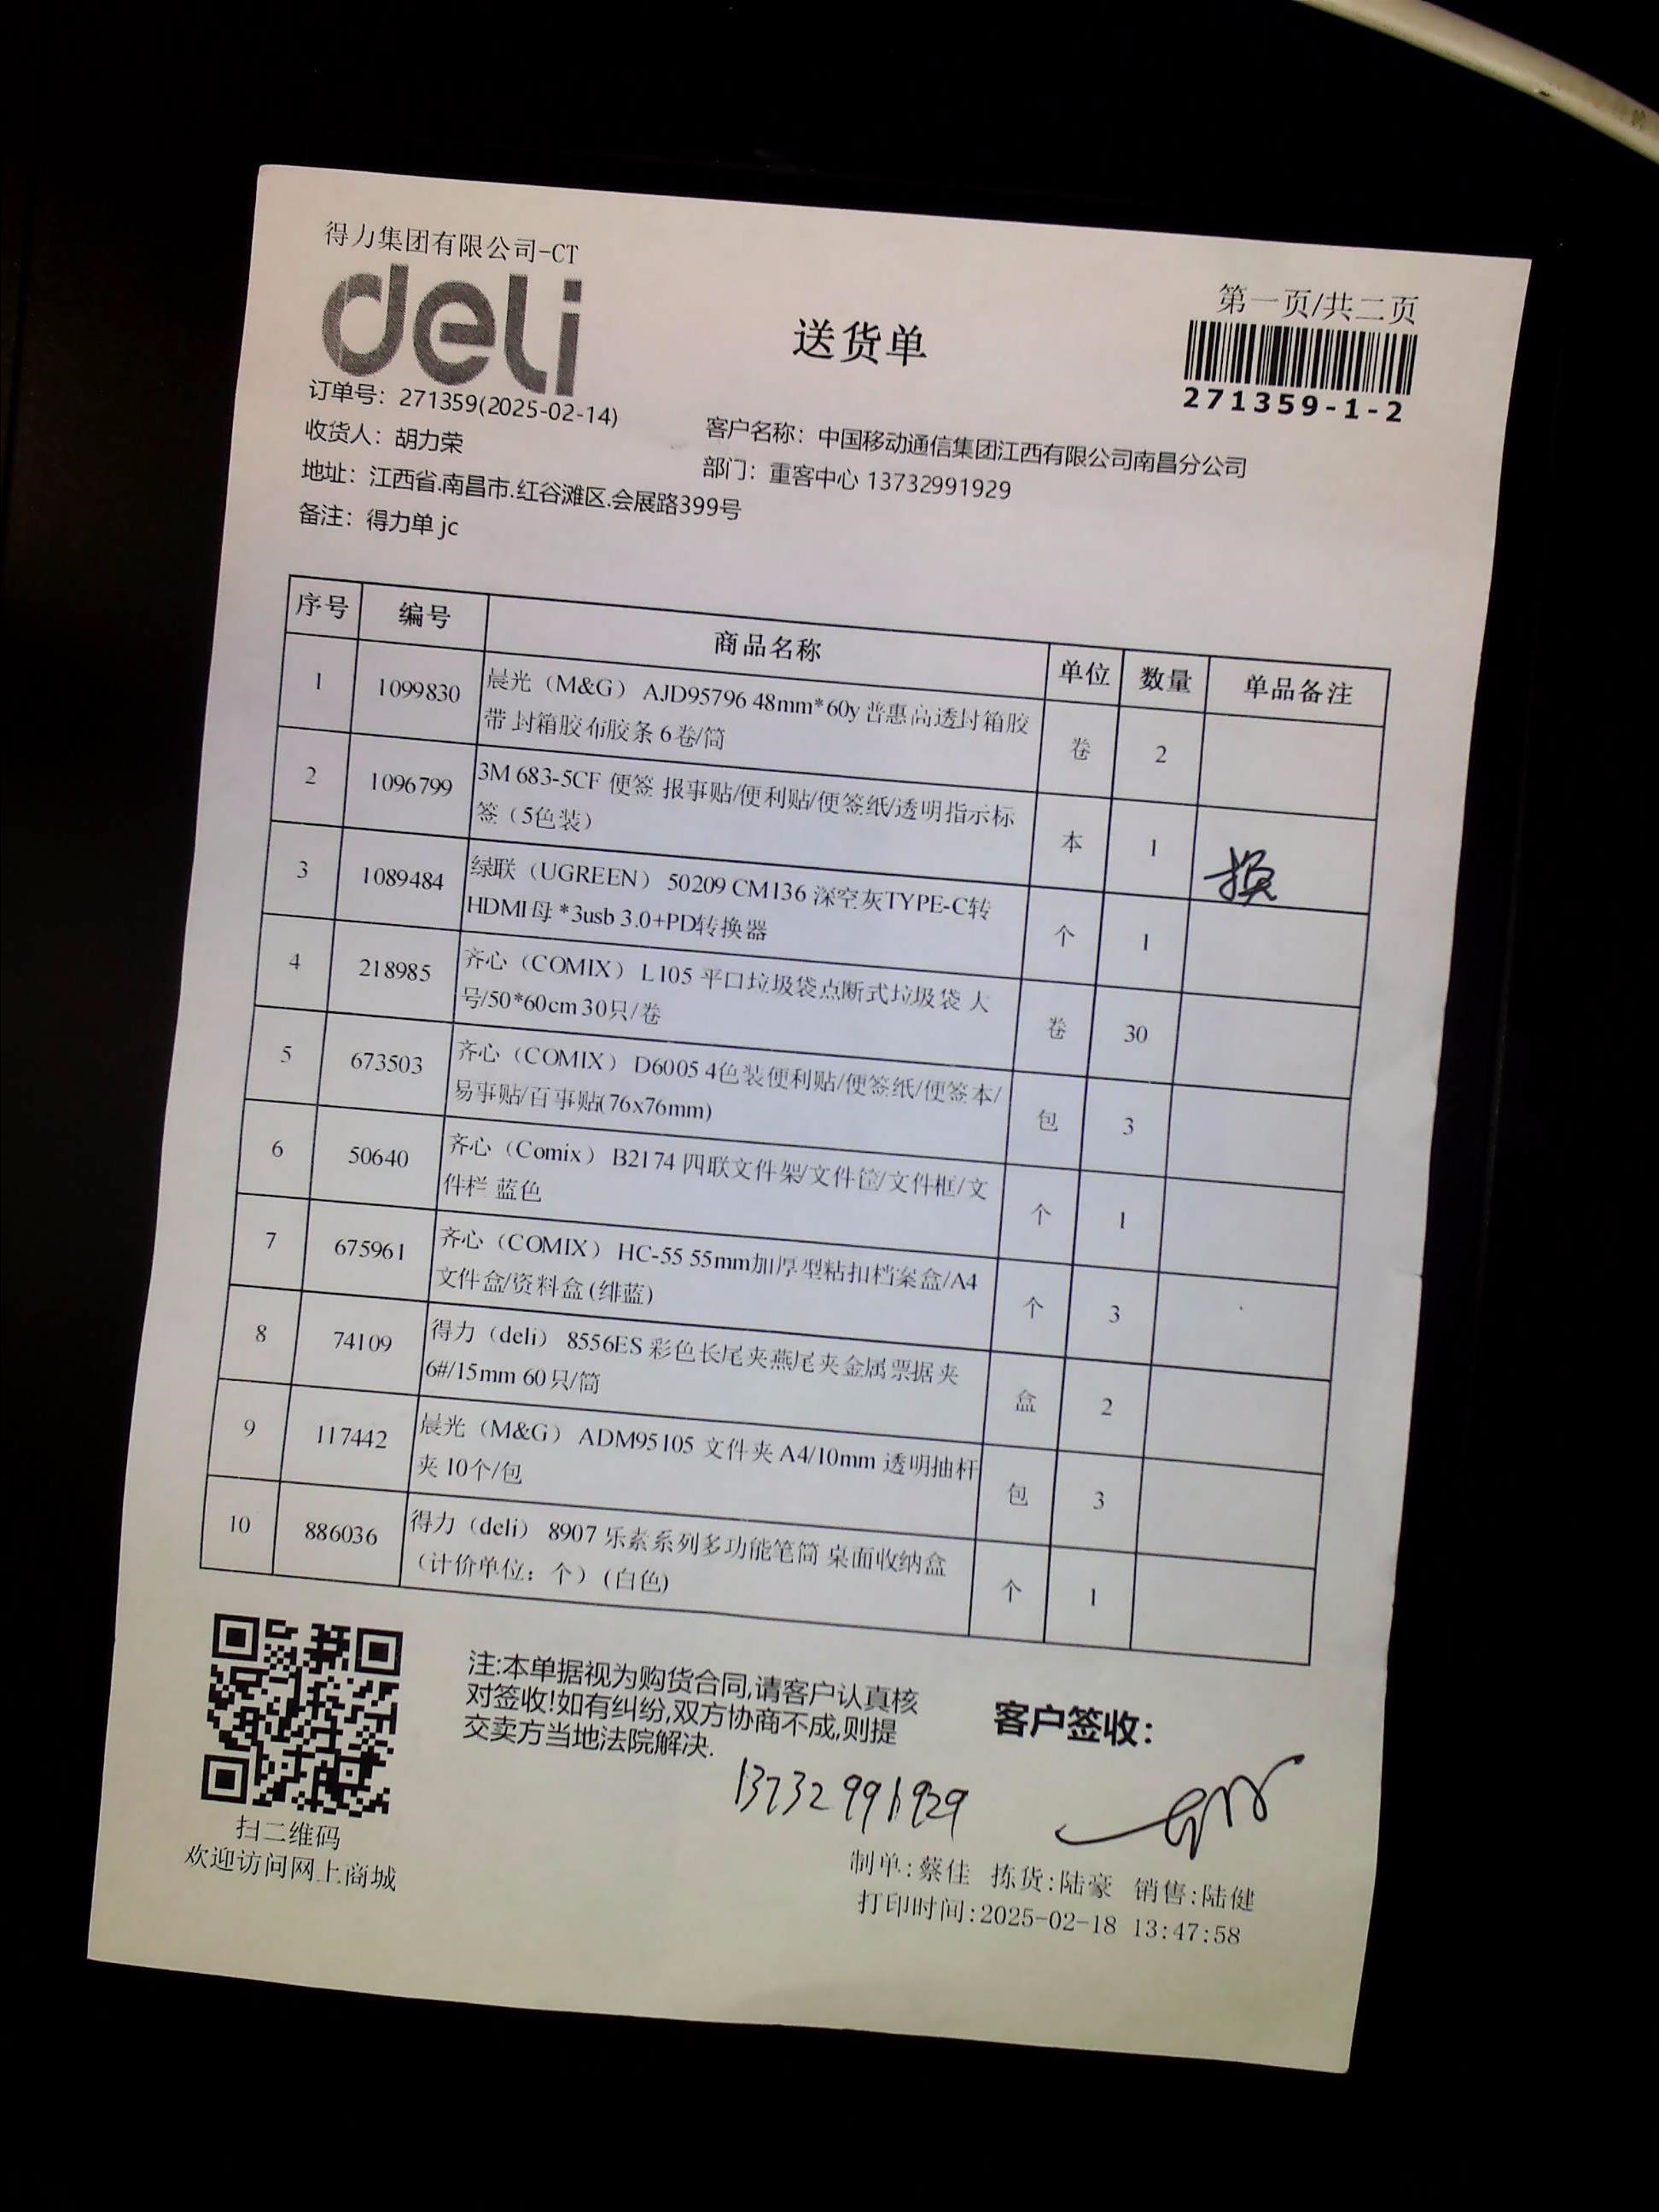 得力集团有限公司-CT
deli
送货单
第一页/共二页
271359-1-2
订单号：271359(2025-02-14)
收货人：胡力荣
客户名称：中国移动通信集团江西有限公司南昌分公司
地址：江西省.南昌市.红谷滩区.会展路399号
部门：重客中心 13732991929
备注：得力单 jc
序号 编号 商品名称 单位 数量 单品备注
1 1099830 晨光（M&G） AJD95796 48mm*60y 普惠高透封箱胶 卷 2
带 封箱胶布胶条 6卷/筒
2 1096799 3M 683-5CF 便签 报事贴/便利贴/便签纸/透明指示标 本 1 换
签（5色装）
3 1089484 绿联（UGREEN） 50209 CM136 深空灰TYPE-C转 个 1
HDMI母 *3usb 3.0+PD转换器
4 218985 齐心（COMIX） L105 平口垃圾袋点断式垃圾袋 大 卷 30
号/50*60cm 30只/卷
5 673503 齐心（COMIX） D6005 4色装便利贴/便签纸/便签本/ 包 3
易事贴/百事贴(76x76mm)
6 50640 齐心（Comix） B2174 四联文件架/文件筐/文件框/文 个 1
件栏 蓝色
7 675961 齐心（COMIX） HC-55 55mm加厚型粘扣档案盒/A4 个 3
文件盒/资料盒 (绯蓝)
8 74109 得力（deli） 8556ES 彩色长尾夹燕尾夹金属票据夹 盒 2
6#/15mm 60只/筒
9 117442 晨光（M&G） ADM95105 文件夹 A4/10mm 透明抽杆 包 3
夹 10个/包
10 886036 得力（deli） 8907 乐素系列多功能笔筒 桌面收纳盒 个 1
（计价单位：个）(白色)
注:本单据视为购货合同,请客户认真核
对签收!如有纠纷,双方协商不成,则提
交卖方当地法院解决.
客户签收：
13732991929
扫二维码
欢迎访问网上商城
制单:蔡佳 拣货:陆豪 销售:陆健
打印时间:2025-02-18 13:47:58